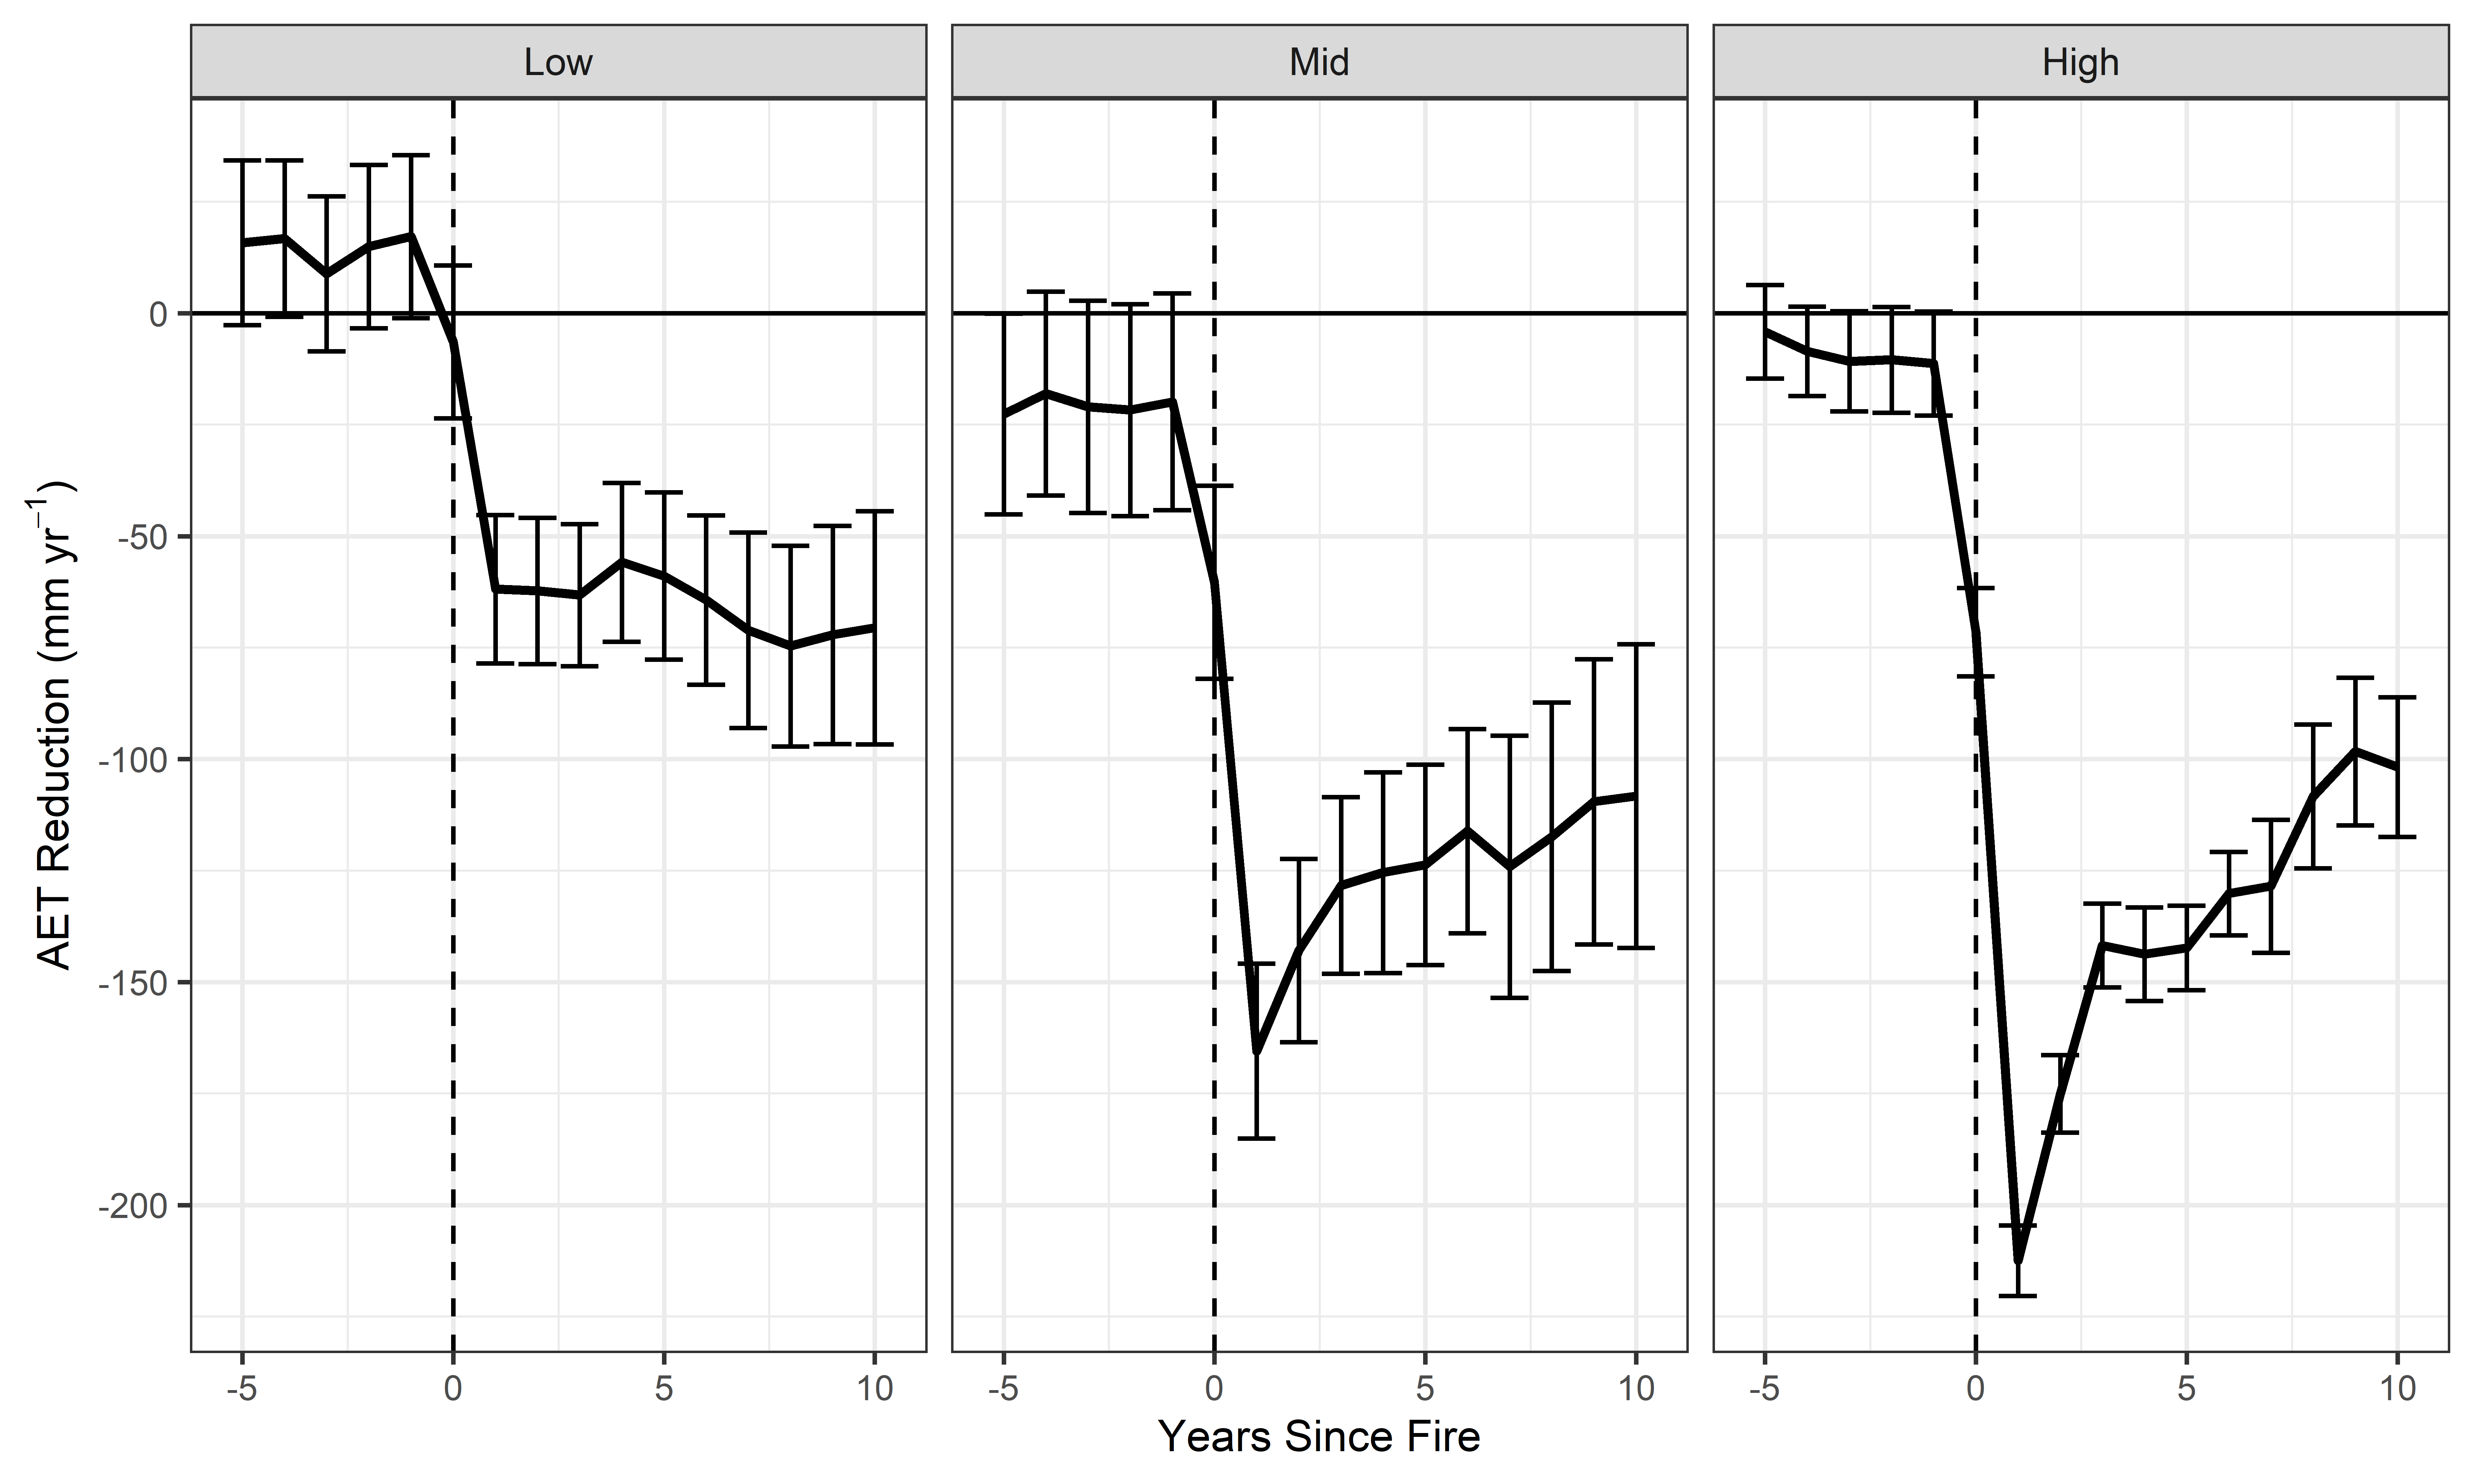 Low Mid High
AET Reduction (mm yr⁻¹)
0
-50
-100
-150
-200
-5 0 5 10 -5 0 5 10 -5 0 5 10
Years Since Fire